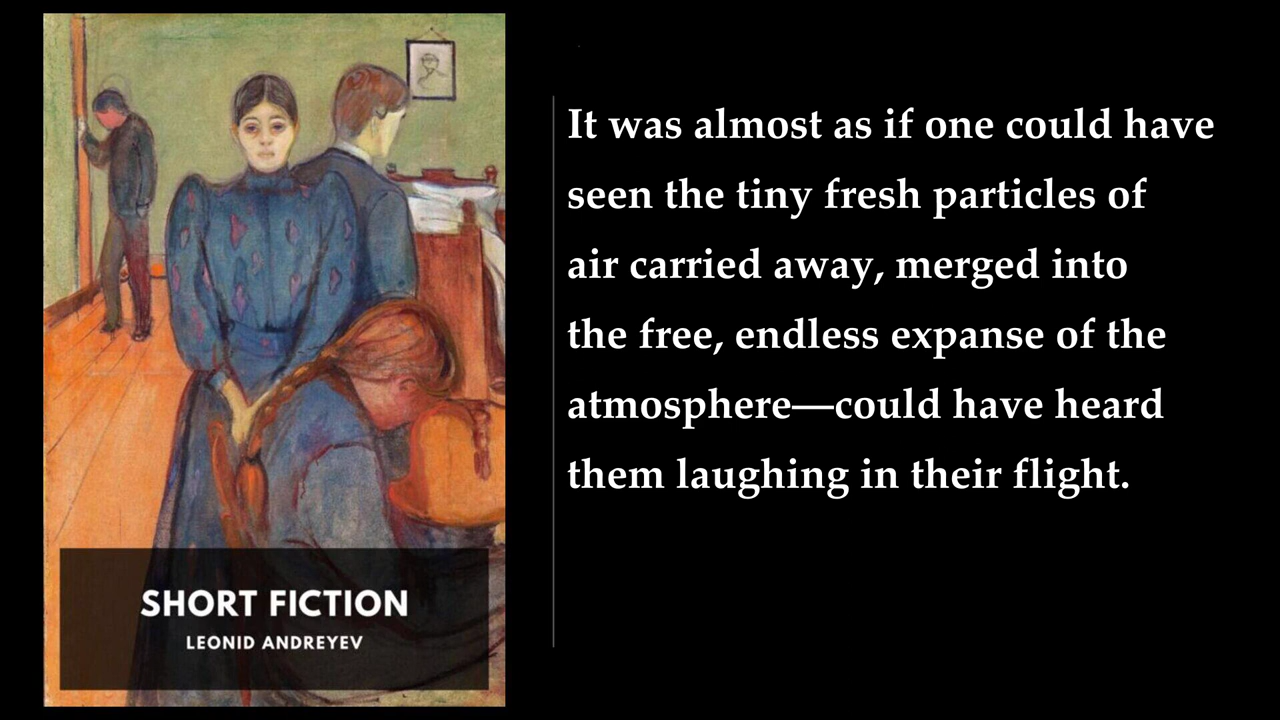 SHORT FICTION
LEONID ANDREYEV
It was almost as if one could have
seen the tiny fresh particles of
air carried away, merged into
the free, endless expanse of the
atmosphere—could have heard
them laughing in their flight.